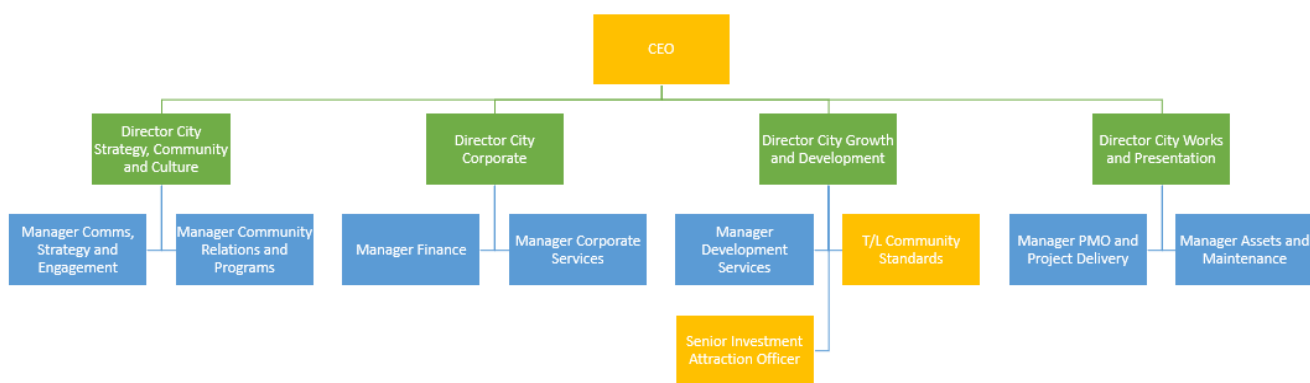 CEO
Director City
Strategy, Community
and Culture
Director City
Corporate
Director City Growth
and Development
Director City Works
and Presentation
Manager Comms,
Strategy and
Engagement
Manager Community
Relations and
Programs
Manager Finance
Manager Corporate
Services
Manager
Development
Services
T/L Community
Standards
Manager PMO and
Project Delivery
Manager Assets and
Maintenance
Senior Investment
Attraction Officer